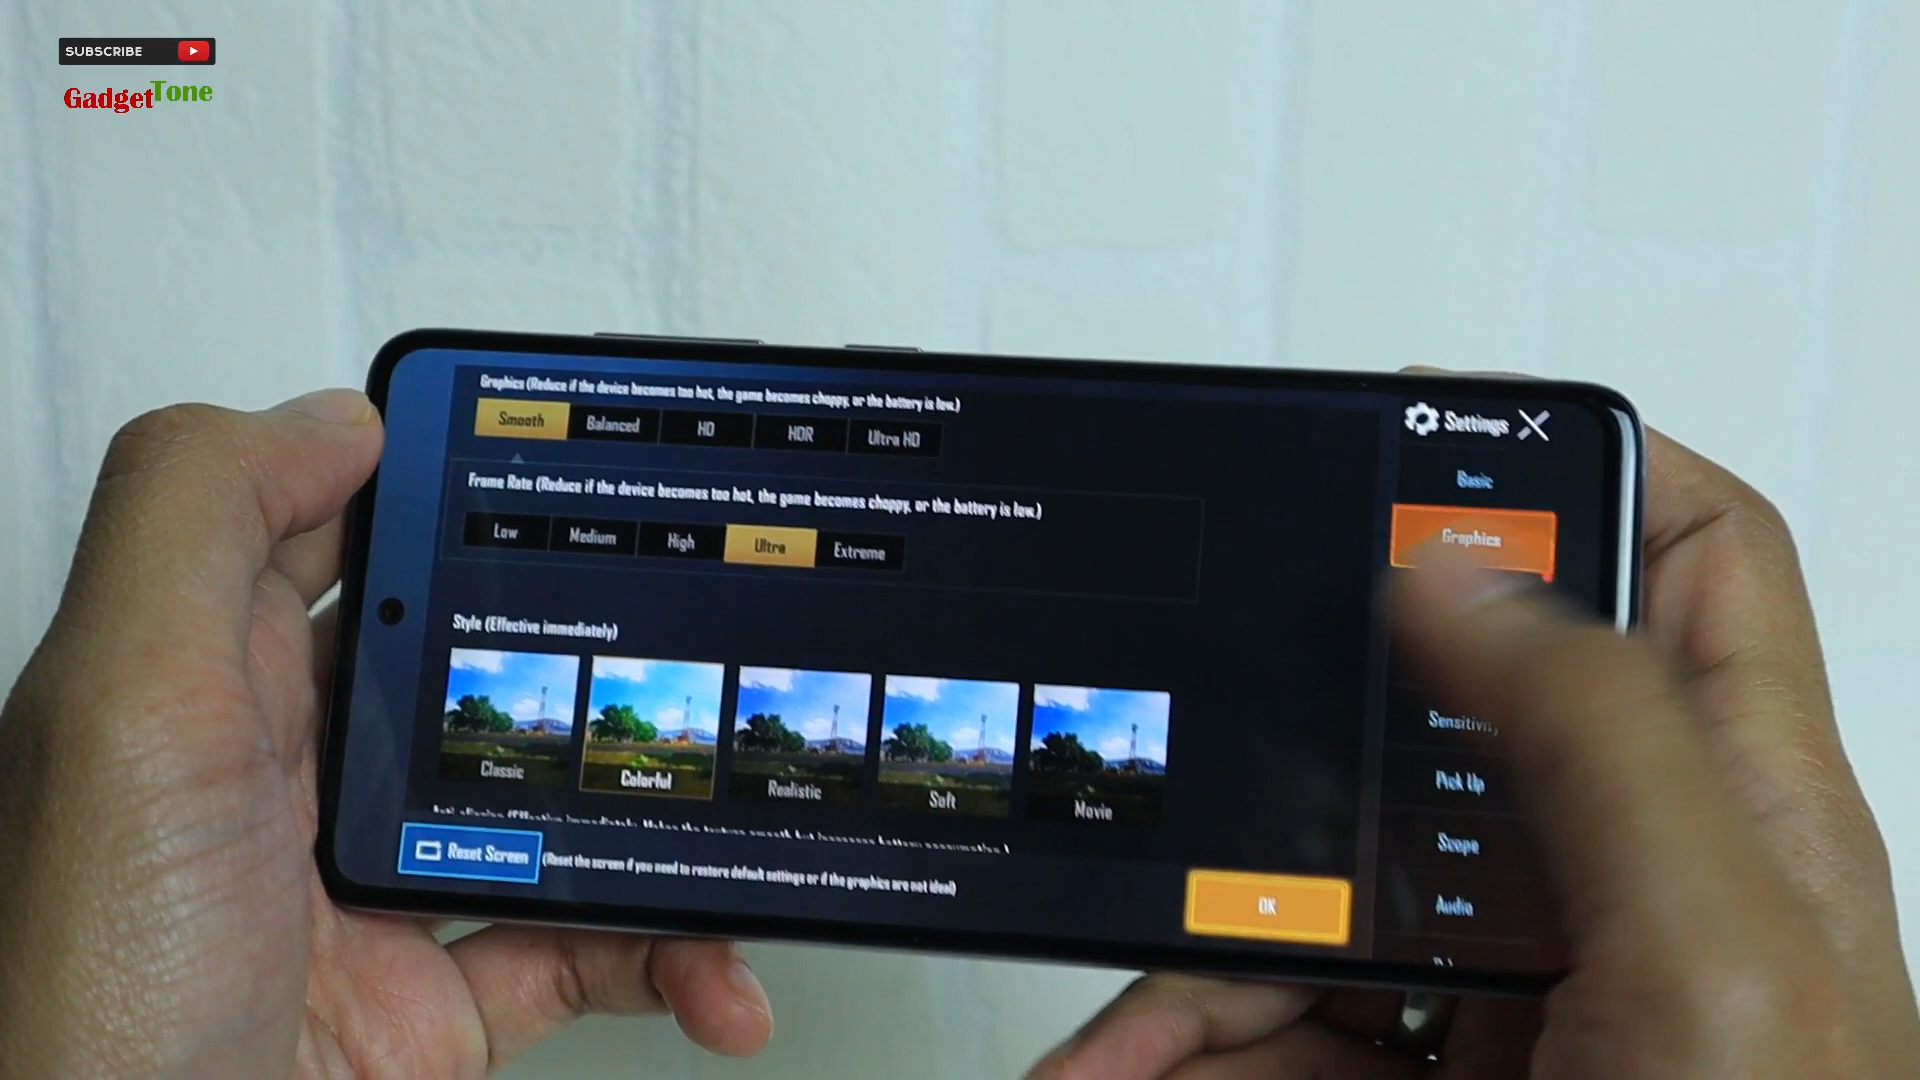 SUBSCRIBE
GadgetTone
Graphics (Reduce if the device becomes too hot, the game becomes choppy, or the battery is low.)
Smooth Balanced HD HDR Ultra HD
Frame Rate (Reduce if the device becomes too hot, the game becomes choppy, or the battery is low.)
Low Medium High Ultra Extreme
Style (Effective immediately)
Classic Colorful Realistic Soft Movie
Reset Screen (Reset the screen if you need to restore default settings or if the graphics are not ideal)
OK
Settings
Basic
Graphics
Sensitivity
Pick Up
Scope
Audio